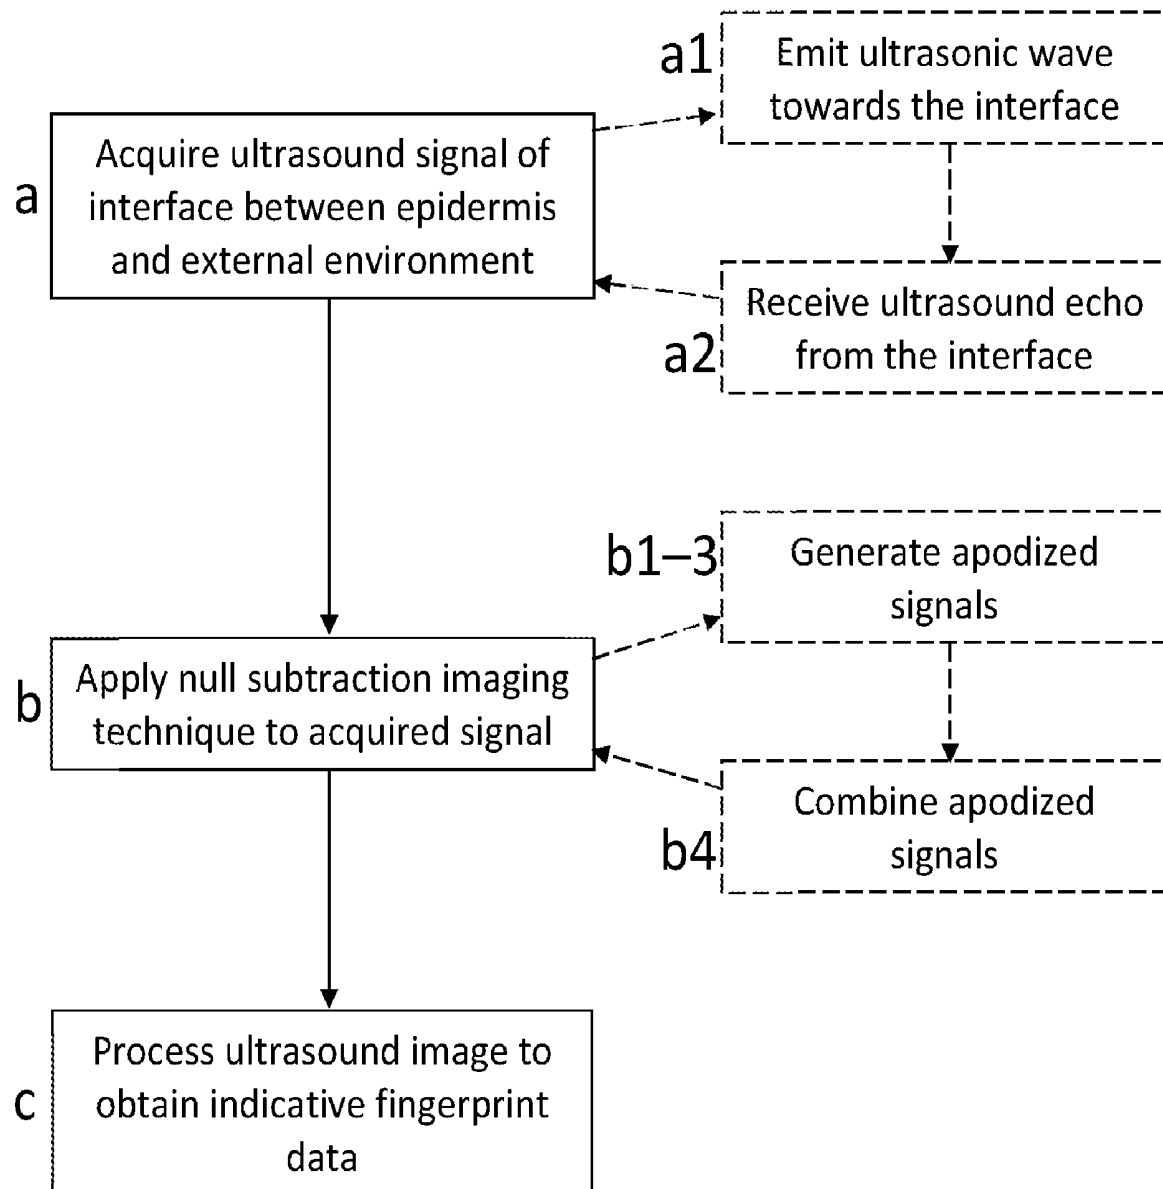 a1
Emit ultrasonic wave
towards the interface
a
Acquire ultrasound signal of
interface between epidermis
and external environment
a2
Receive ultrasound echo
from the interface
b1–3
Generate apodized
signals
b
Apply null subtraction imaging
technique to acquired signal
b4
Combine apodized
signals
c
Process ultrasound image to
obtain indicative fingerprint
data